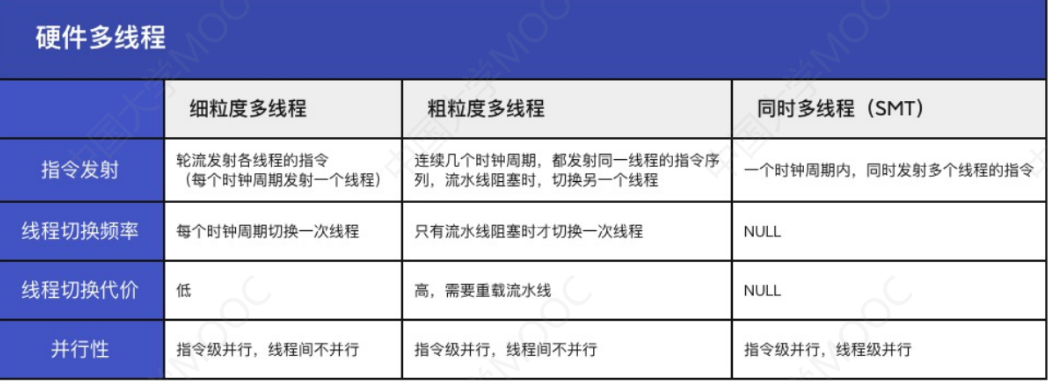 硬件多线程
细粒度多线程 粗粒度多线程 同时多线程（SMT）
指令发射
轮流发射各线程的指令
（每个时钟周期发射一个线程）
连续几个时钟周期，都发射同一线程的指令序
列，流水线阻塞时，切换另一个线程
一个时钟周期内，同时发射多个线程的指令
线程切换频率 每个时钟周期切换一次线程 只有流水线阻塞时才切换一次线程 NULL
线程切换代价 低 高，需要重载流水线 NULL
并行性 指令级并行，线程间不并行 指令级并行，线程间不并行 指令级并行，线程级并行
中国大学MOOC